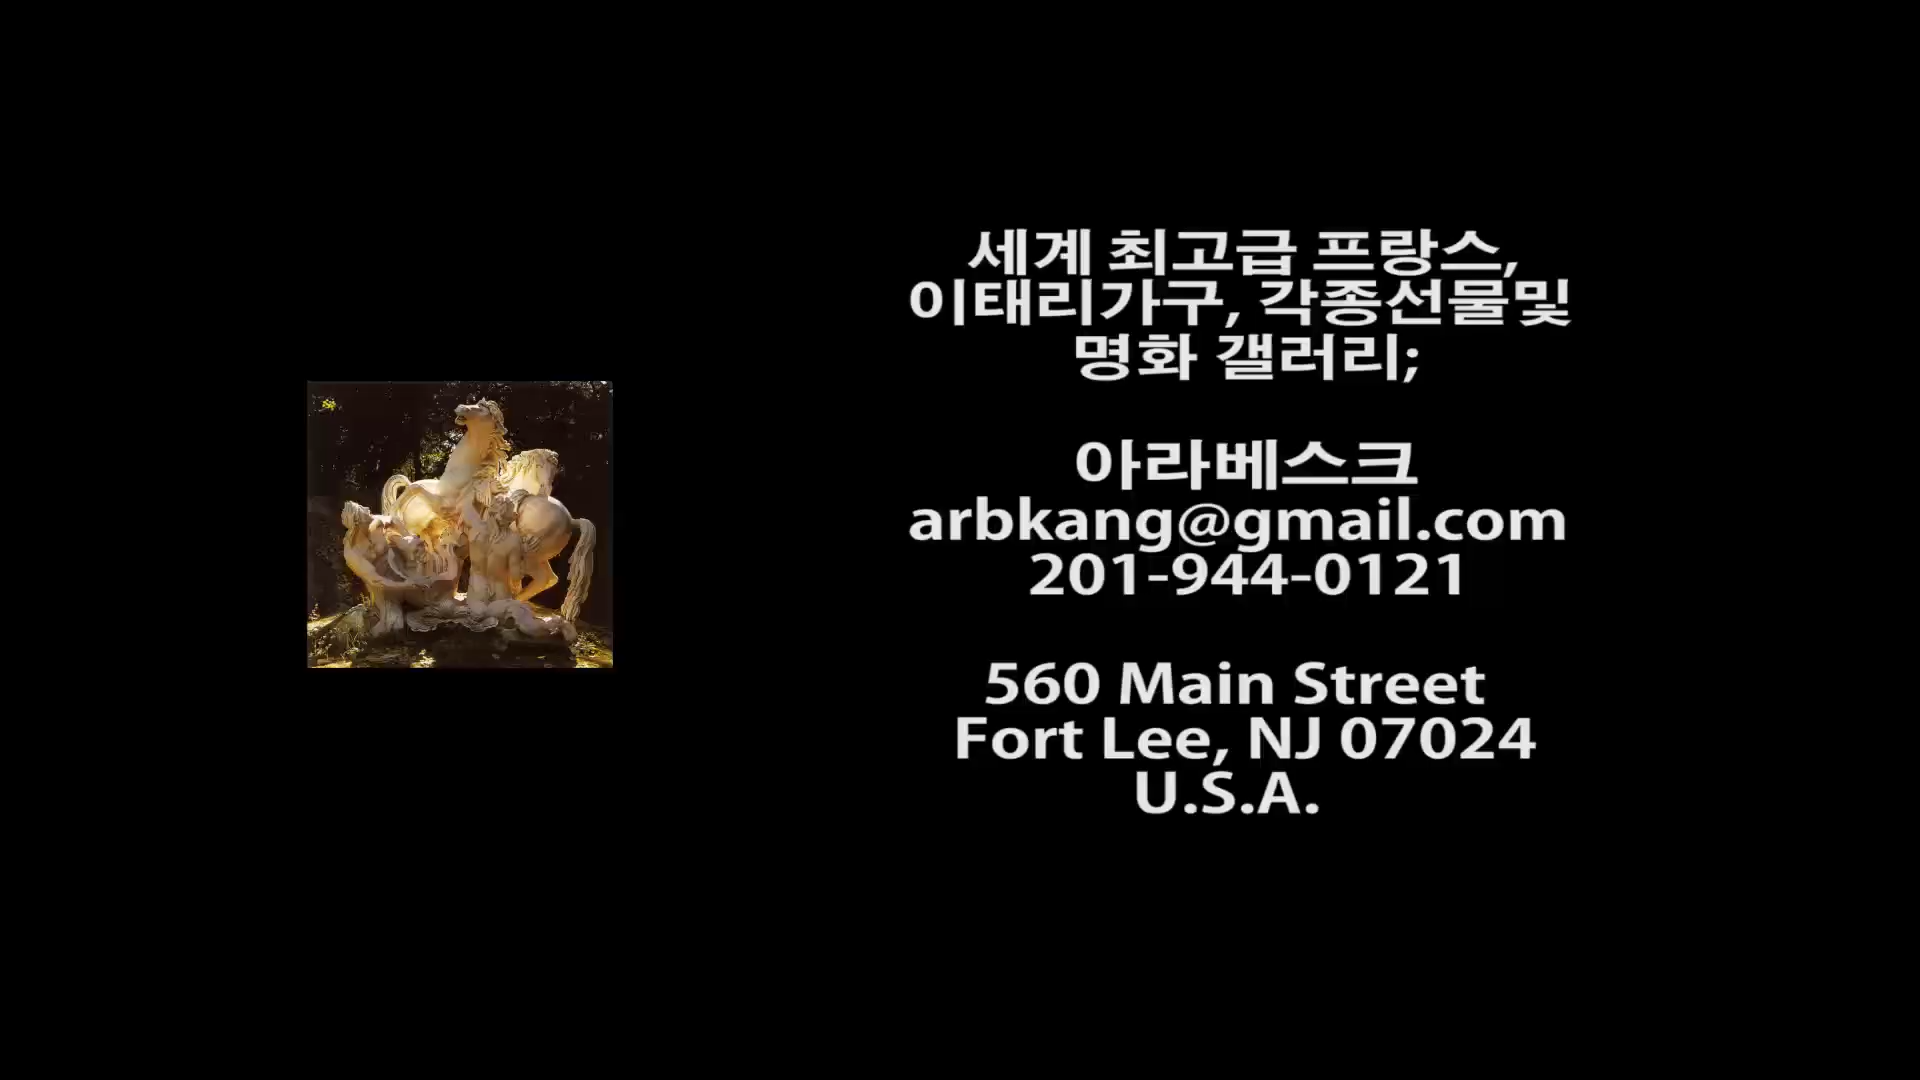 세계 최고급 프랑스,
이태리가구, 각종선물및
명화 갤러리;
아라베스크
arbkang@gmail.com
201-944-0121
560 Main Street
Fort Lee, NJ 07024
U.S.A.